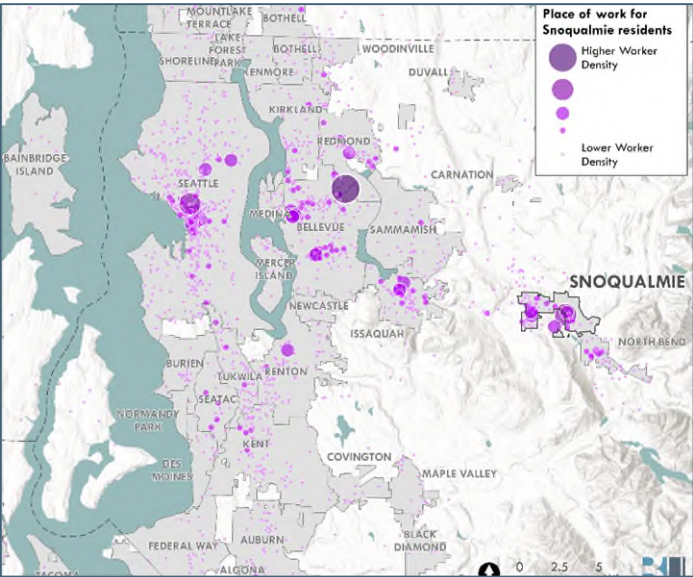 MOUNTLAKE
TERRACE
BOTHELL
LAKE
FOREST
PARK
SHORELINE
BOTHELL
KENMORE
WOODINVILLE
DUVALL
KIRKLAND
REDMOND
BAINBRIDGE
ISLAND
SEATTLE
CARNATION
MEDINA
BELLEVUE
SAMMAMISH
MERCER
ISLAND
SNOQUALMIE
NEWCASTLE
ISSAQUAH
NORTH BEND
BURIEN
TUKWILA
RENTON
SEATAC
NORMANDY
PARK
KENT
DES
MOINES
COVINGTON
MAPLE VALLEY
FEDERAL WAY
AUBURN
BLACK
DIAMOND
ALGONA
TACOMA
Place of work for
Snoqualmie residents
Higher Worker
Density
Lower Worker
Density
0 2.5 5